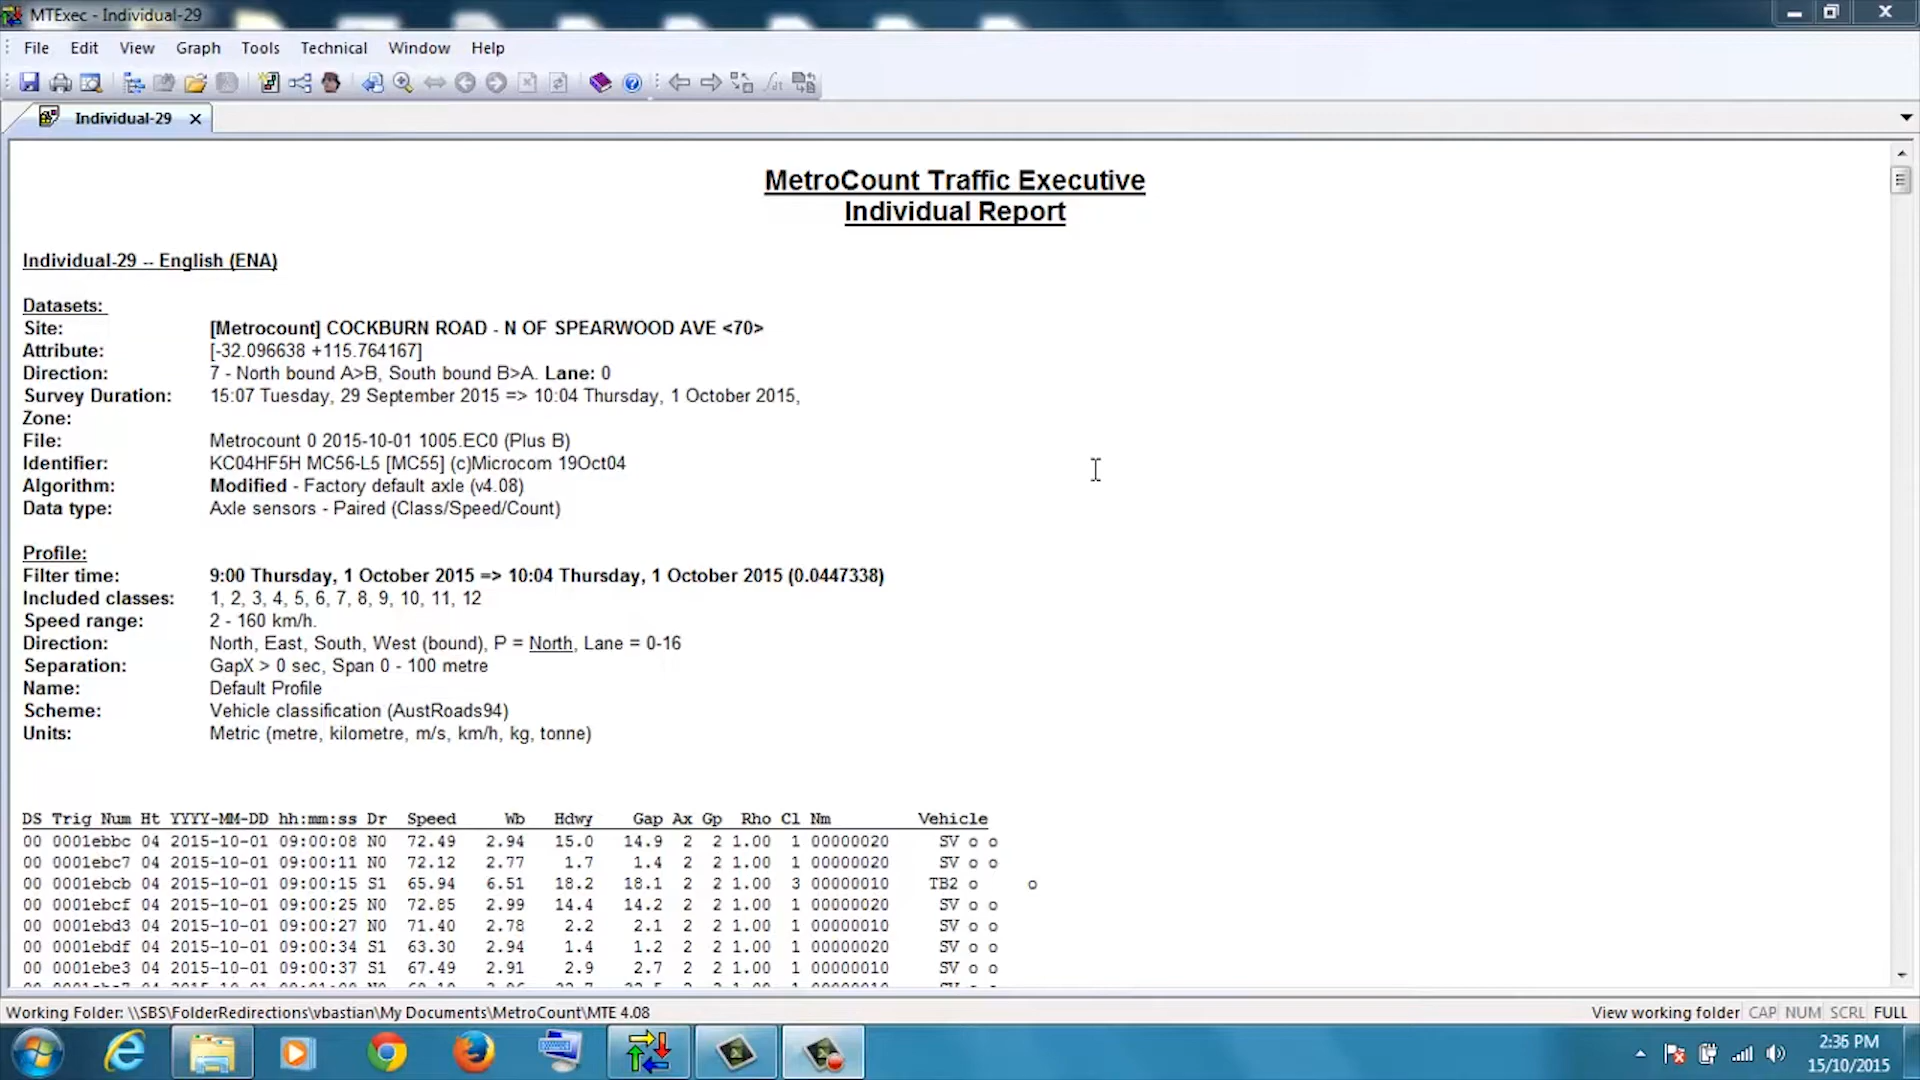 MTExec - Individual-29
File Edit View Graph Tools Technical Window Help
Individual-29
MetroCount Traffic Executive
Individual Report
Individual-29 -- English (ENA)
Datasets:
Site: [Metrocount] COCKBURN ROAD - N OF SPEARWOOD AVE <70>
Attribute: [-32.096638 +115.764167]
Direction: 7 - North bound A>B, South bound B>A. Lane: 0
Survey Duration: 15:07 Tuesday, 29 September 2015 => 10:04 Thursday, 1 October 2015,
Zone:
File: Metrocount 0 2015-10-01 1005.EC0 (Plus B)
Identifier: KC04HF5H MC56-L5 [MC55] (c)Microcom 19Oct04
Algorithm: Modified - Factory default axle (v4.08)
Data type: Axle sensors - Paired (Class/Speed/Count)
Profile:
Filter time: 9:00 Thursday, 1 October 2015 => 10:04 Thursday, 1 October 2015 (0.0447338)
Included classes: 1, 2, 3, 4, 5, 6, 7, 8, 9, 10, 11, 12
Speed range: 2 - 160 km/h.
Direction: North, East, South, West (bound), P = North, Lane = 0-16
Separation: GapX > 0 sec, Span 0 - 100 metre
Name: Default Profile
Scheme: Vehicle classification (AustRoads94)
Units: Metric (metre, kilometre, m/s, km/h, kg, tonne)
DS Trig Num Ht YYYY-MM-DD hh:mm:ss Dr Speed Wb Hdwy Gap Ax Gp Rho Cl Nm Vehicle
00 0001ebbc 04 2015-10-01 09:00:08 N0 72.49 2.94 15.0 14.9 2 2 1.00 1 00000020 SV o o
00 0001ebc7 04 2015-10-01 09:00:11 N0 72.12 2.77 1.7 1.4 2 2 1.00 1 00000020 SV o o
00 0001ebcb 04 2015-10-01 09:00:15 S1 65.94 6.51 18.2 18.1 2 2 1.00 3 00000010 TB2 o o
00 0001ebcf 04 2015-10-01 09:00:25 N0 72.85 2.99 14.4 14.2 2 2 1.00 1 00000020 SV o o
00 0001ebd3 04 2015-10-01 09:00:27 N0 71.40 2.78 2.2 2.1 2 2 1.00 1 00000010 SV o o
00 0001ebdf 04 2015-10-01 09:00:34 S1 63.30 2.94 1.4 1.2 2 2 1.00 1 00000020 SV o o
00 0001ebe3 04 2015-10-01 09:00:37 S1 67.49 2.91 2.9 2.7 2 2 1.00 1 00000010 SV o o
Working Folder: \\SBS\FolderRedirections\vbastian\My Documents\MetroCount\MTE 4.08
View working folder CAP NUM SCRL FULL
2:36 PM
15/10/2015